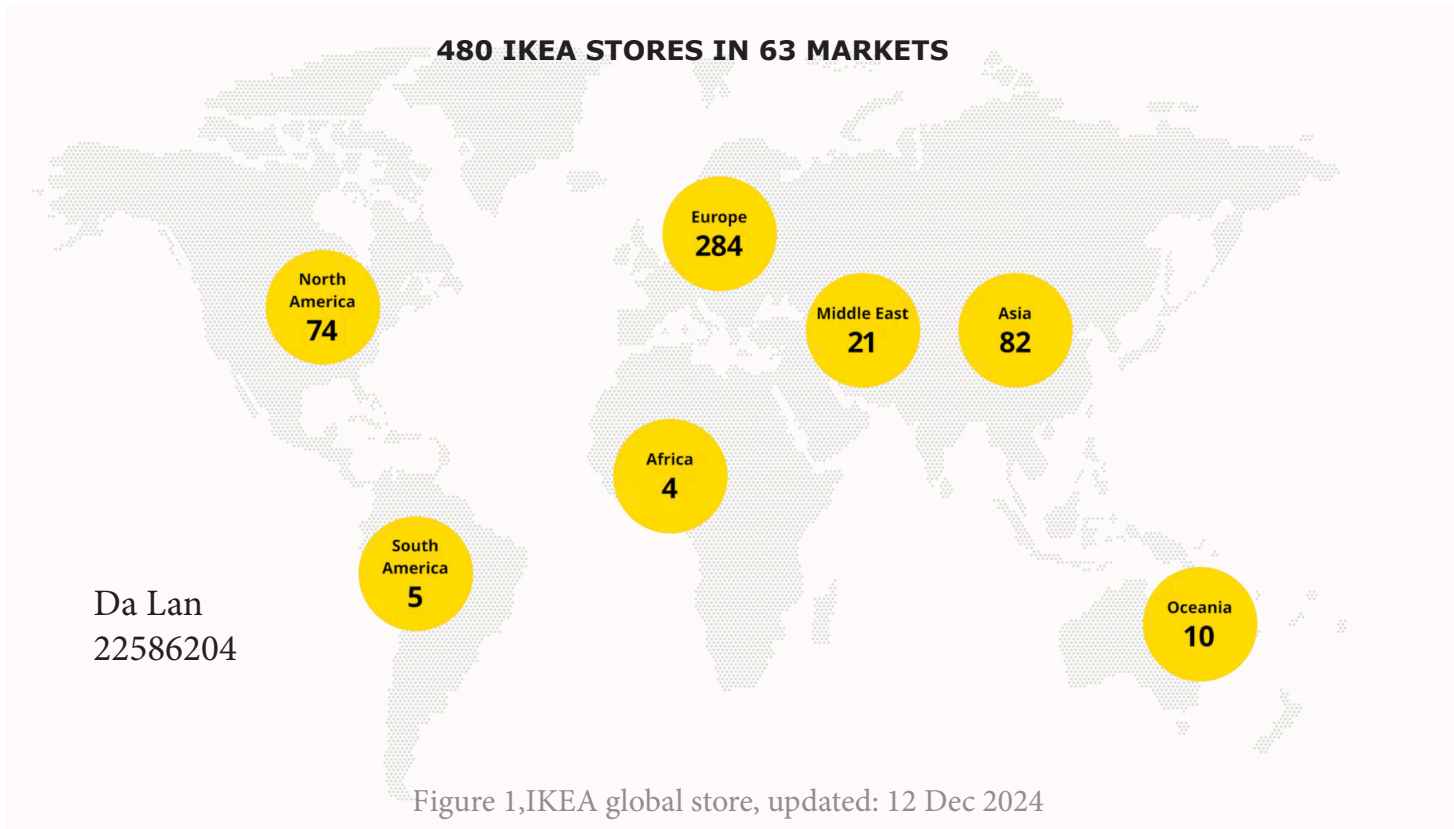 480 IKEA STORES IN 63 MARKETS
Europe
284
North
America
74
Middle East
21
Asia
82
Africa
4
South
America
5
Oceania
10
Da Lan
22586204
Figure 1,IKEA global store, updated: 12 Dec 2024